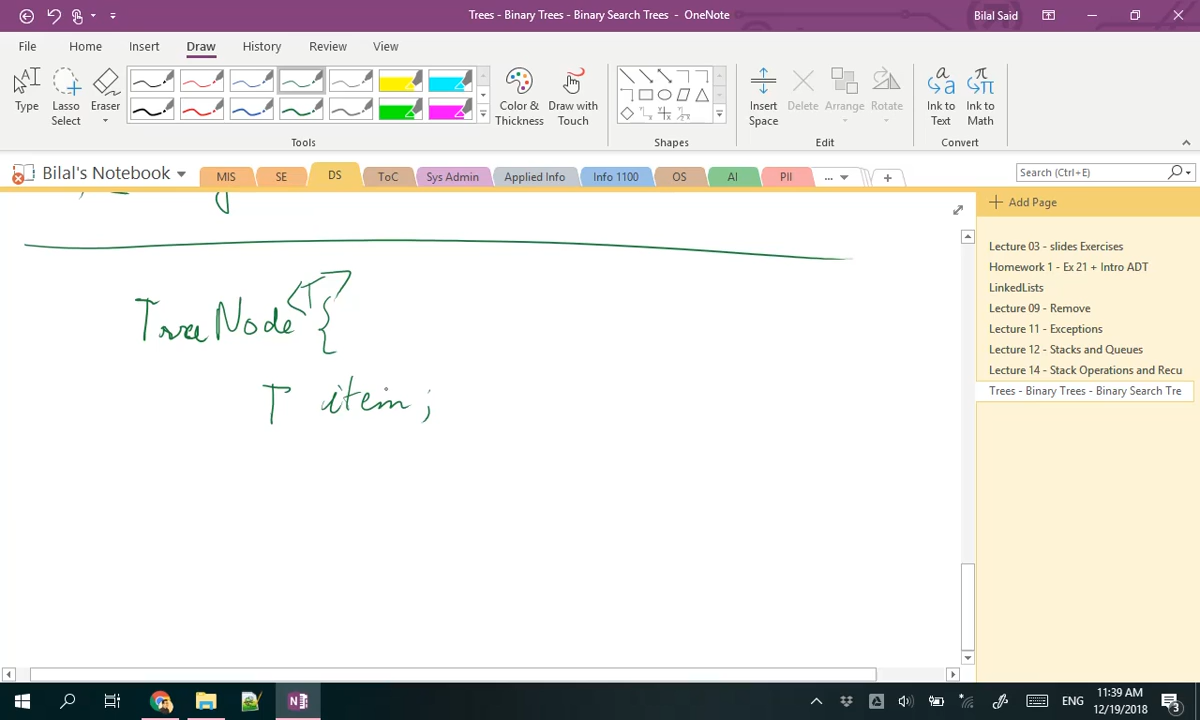 Trees - Binary Trees - Binary Search Trees - OneNote
Bilal Said
File Home Insert Draw History Review View
Type
Lasso Select
Eraser
Color & Thickness
Draw with Touch
Insert Space
Delete
Arrange
Rotate
Ink to Text
Ink to Math
Tools
Shapes
Edit
Convert
Bilal's Notebook
MIS SE DS ToC Sys Admin Applied Info Info 1100 OS AI PII ...
Search (Ctrl+E)
Add Page
Lecture 03 - slides Exercises
Homework 1 - Ex 21 + Intro ADT
LinkedLists
Lecture 09 - Remove
Lecture 11 - Exceptions
Lecture 12 - Stacks and Queues
Lecture 14 - Stack Operations and Recu
Trees - Binary Trees - Binary Search Tre
TreeNode<T>{
T item;
ENG
11:39 AM
12/19/2018
3